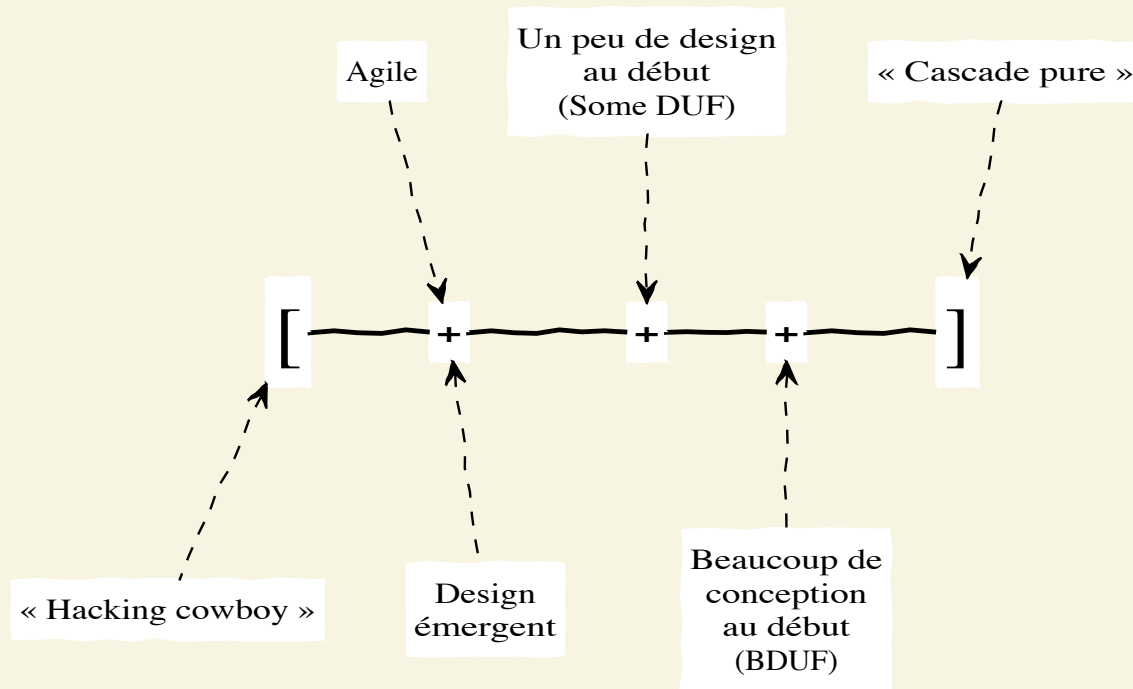 Un peu de design
au début
(Some DUF)
Agile
« Cascade pure »
[ + + + ]
« Hacking cowboy »
Design
émergent
Beaucoup de
conception
au début
(BDUF)